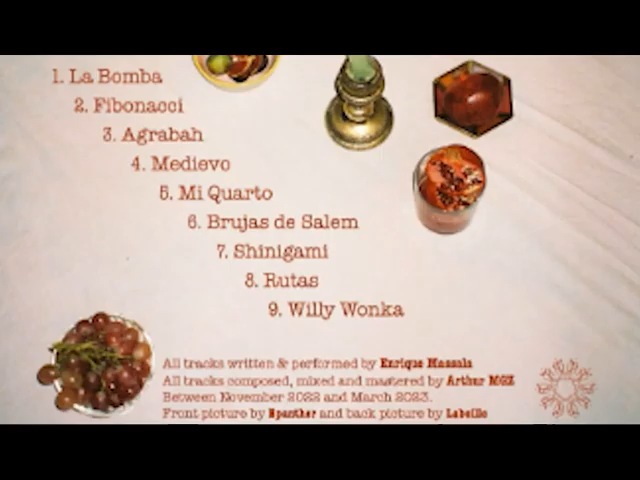 1. La Bomba
2. Fibonacci
3. Agrabah
4. Medievo
5. Mi Quarto
6. Brujas de Salem
7. Shinigami
8. Rutas
9. Willy Wonka
All tracks written & performed by Enrique Massala
All tracks composed, mixed and mastered by Arthur MGZ
Between November 2022 and March 2023.
Front picture by and back picture by